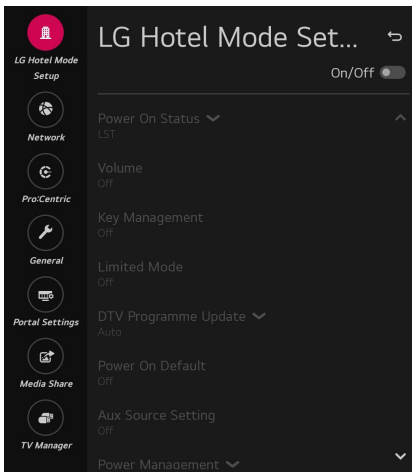 LG Hotel Mode Setup
Network
Pro:Centric
General
Portal Settings
Media Share
TV Manager
LG Hotel Mode Set...
On/Off
Power On Status
LST
Volume
Off
Key Management
Off
Limited Mode
Off
DTV Programme Update
Auto
Power On Default
Off
Aux Source Setting
Off
Power Management